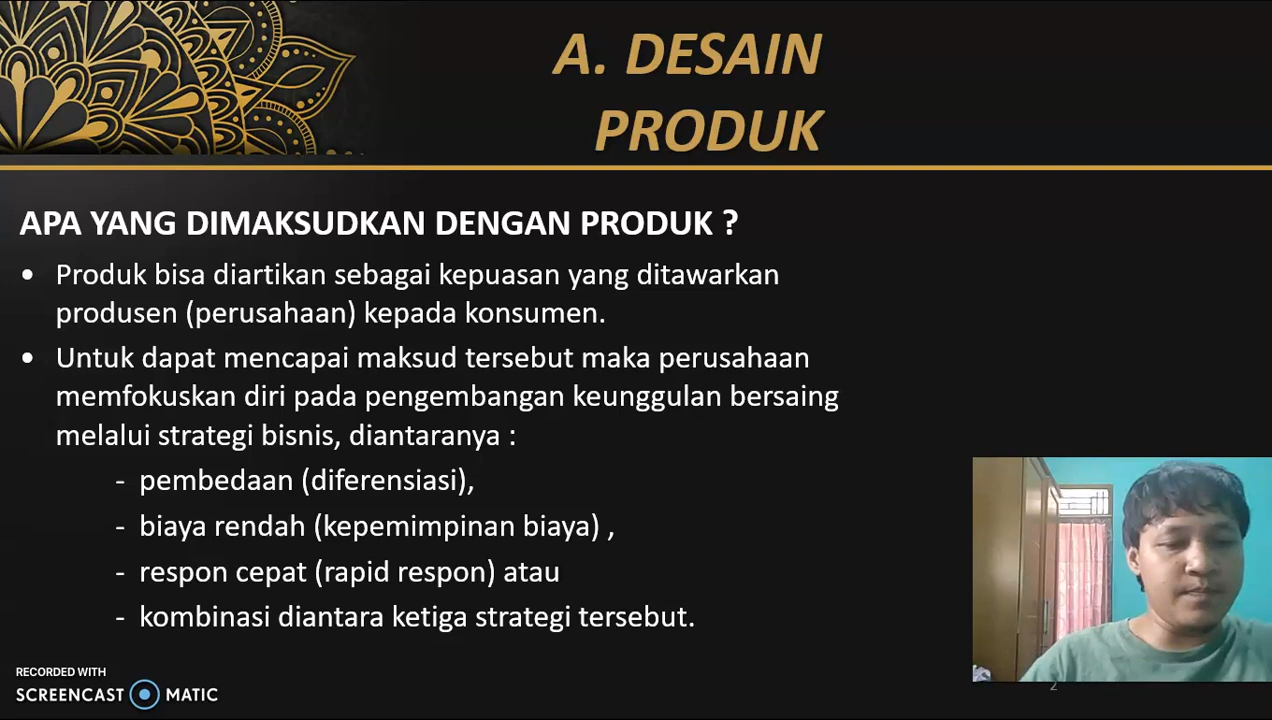 A. DESAIN
PRODUK
APA YANG DIMAKSUDKAN DENGAN PRODUK ?
• Produk bisa diartikan sebagai kepuasan yang ditawarkan
produsen (perusahaan) kepada konsumen.
• Untuk dapat mencapai maksud tersebut maka perusahaan
memfokuskan diri pada pengembangan keunggulan bersaing
melalui strategi bisnis, diantaranya :
- pembedaan (diferensiasi),
- biaya rendah (kepemimpinan biaya) ,
- respon cepat (rapid respon) atau
- kombinasi diantara ketiga strategi tersebut.
RECORDED WITH
SCREENCAST MATIC
2